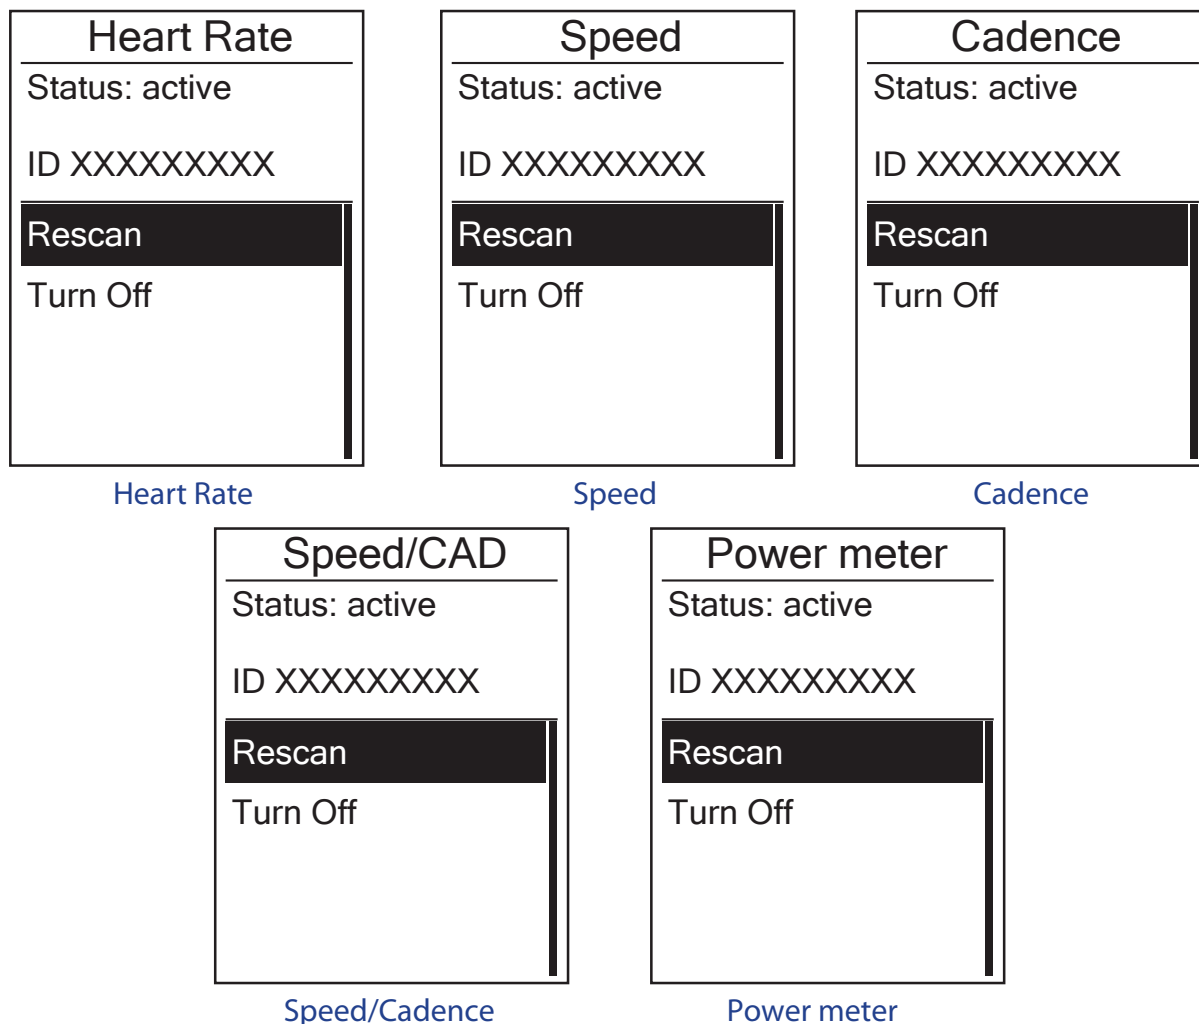 Heart Rate
Status: active
ID XXXXXXXXX
Rescan
Turn Off
Heart Rate
Speed
Status: active
ID XXXXXXXXX
Rescan
Turn Off
Speed
Cadence
Status: active
ID XXXXXXXXX
Rescan
Turn Off
Cadence
Speed/CAD
Status: active
ID XXXXXXXXX
Rescan
Turn Off
Speed/Cadence
Power meter
Status: active
ID XXXXXXXXX
Rescan
Turn Off
Power meter